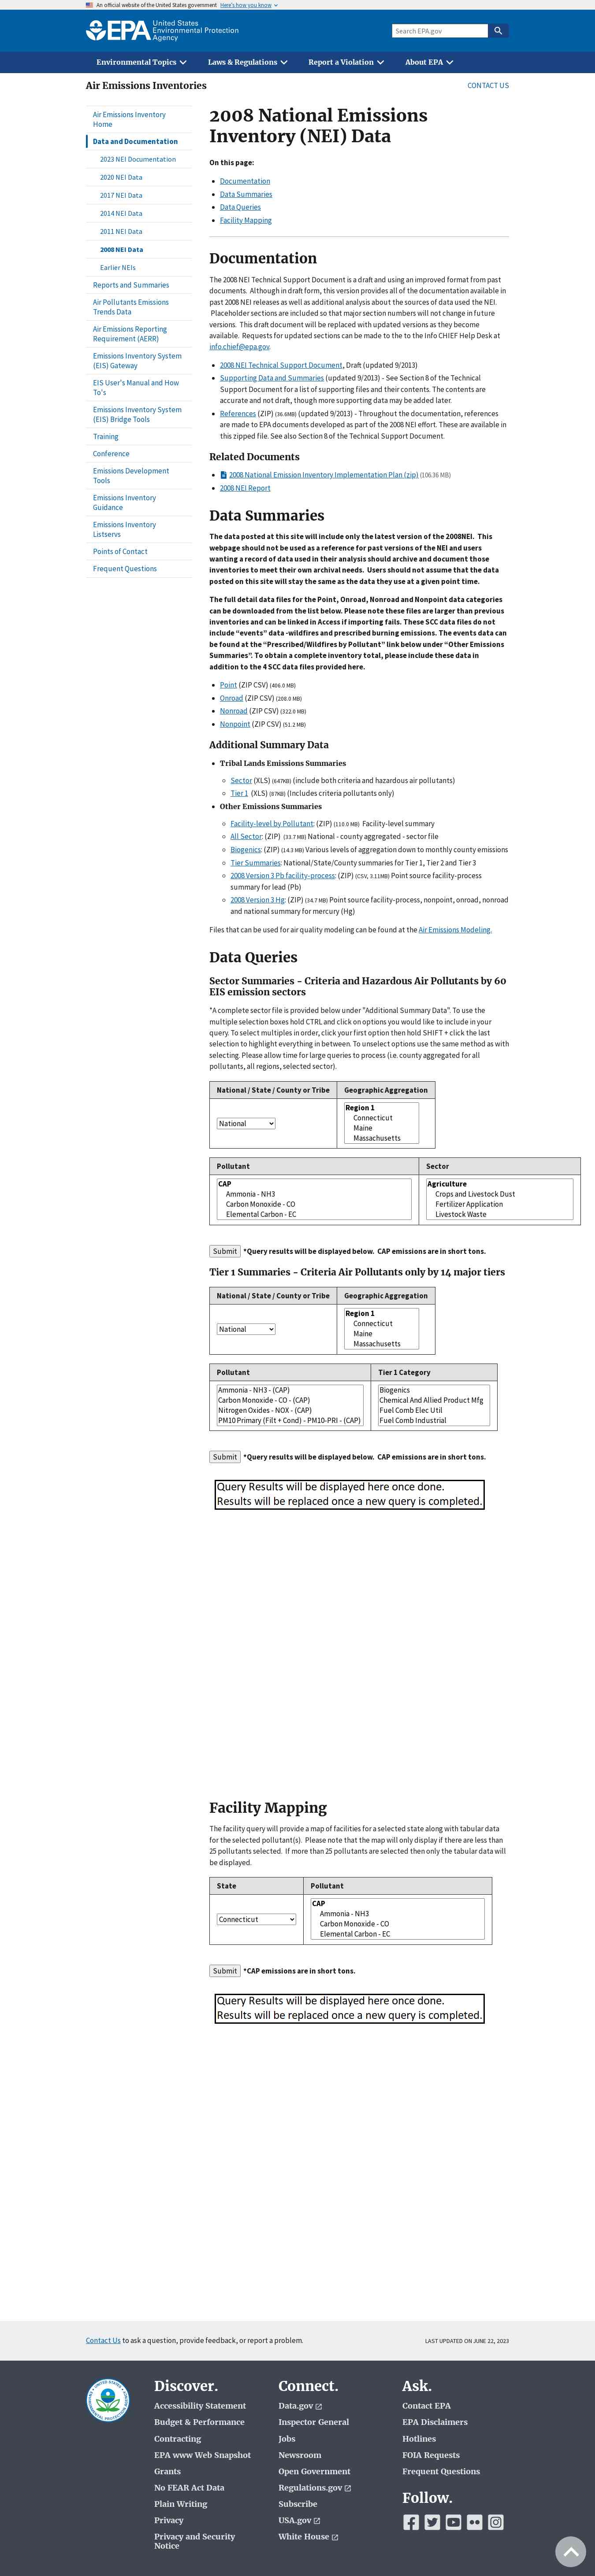 An official website of the United States government Here's how you know
EPA United States
Environmental Protection
Agency
Search EPA.gov
Environmental Topics
Laws & Regulations
Report a Violation
About EPA
Air Emissions Inventories
CONTACT US
Air Emissions Inventory
Home
Data and Documentation
2023 NEI Documentation
2020 NEI Data
2017 NEI Data
2014 NEI Data
2011 NEI Data
2008 NEI Data
Earlier NEIs
Reports and Summaries
Air Pollutants Emissions
Trends Data
Air Emissions Reporting
Requirement (AERR)
Emissions Inventory System
(EIS) Gateway
EIS User's Manual and How
To's
Emissions Inventory System
(EIS) Bridge Tools
Training
Conference
Emissions Development
Tools
Emissions Inventory
Guidance
Emissions Inventory
Listservs
Points of Contact
Frequent Questions
2008 National Emissions
Inventory (NEI) Data
On this page:
Documentation
Data Summaries
Data Queries
Facility Mapping
Documentation
The 2008 NEI Technical Support Document is a draft and using an improved format from past
documents. Although in draft form, this version provides provides all of the documentation available in
past 2008 NEI releases as well as additional analysis about the sources of data used the NEI.
Placeholder sections are included so that major numbering changes will not be needed in future
versions. This draft document will be replaced with updated versions as they become
available. Requests for updated sections can be made to the to the Info CHIEF Help Desk at
info.chief@epa.gov.
2008 NEI Technical Support Document, Draft (updated 9/2013)
Supporting Data and Summaries (updated 9/2013) - See Section 8 of the Technical
Support Document for a list of supporting files and their contents. These documents are
accurate and not draft, though more supporting data may be added later.
References (ZIP) (36.6MB) (updated 9/2013) - Throughout the documentation, references
are made to EPA documents developed as part of the 2008 NEI effort. These are available in
this zipped file. See also Section 8 of the Technical Support Document.
Related Documents
2008 National Emission Inventory Implementation Plan (zip) (106.36 MB)
2008 NEI Report
Data Summaries
The data posted at this site will include only the latest version of the 2008NEI. This
webpage should not be used as a reference for past versions of the NEI and users
wanting a record of data used in their analysis should archive and document those
inventories to meet their own archival needs. Users should not assume that the data
posted on this site will stay the same as the data they use at a given point time.
The full detail data files for the Point, Onroad, Nonroad and Nonpoint data categories
can be downloaded from the list below. Please note these files are larger than previous
inventories and can be linked in Access if importing fails. These SCC data files do not
include “events” data -wildfires and prescribed burning emissions. The events data can
be found at the “Prescribed/Wildfires by Pollutant” link below under “Other Emissions
Summaries”. To obtain a complete inventory total, please include these data in
addition to the 4 SCC data files provided here.
Point (ZIP CSV) (406.0 MB)
Onroad (ZIP CSV) (208.0 MB)
Nonroad (ZIP CSV) (322.0 MB)
Nonpoint (ZIP CSV) (51.2 MB)
Additional Summary Data
Tribal Lands Emissions Summaries
Sector (XLS) (647KB) (include both criteria and hazardous air pollutants)
Tier 1 (XLS) (87KB) (Includes criteria pollutants only)
Other Emissions Summaries
Facility-level by Pollutant: (ZIP) (110.0 MB) Facility-level summary
All Sector: (ZIP) (33.7 MB) National - county aggregated - sector file
Biogenics: (ZIP) (14.3 MB) Various levels of aggregation down to monthly county emissions
Tier Summaries: National/State/County summaries for Tier 1, Tier 2 and Tier 3
2008 Version 3 Pb facility-process: (ZIP) (CSV, 3.11MB) Point source facility-process
summary for lead (Pb)
2008 Version 3 Hg: (ZIP) (34.7 MB) Point source facility-process, nonpoint, onroad, nonroad
and national summary for mercury (Hg)
Files that can be used for air quality modeling can be found at the Air Emissions Modeling.
Data Queries
Sector Summaries - Criteria and Hazardous Air Pollutants by 60
EIS emission sectors
*A complete sector file is provided below under "Additional Summary Data". To use the
multiple selection boxes hold CTRL and click on options you would like to include in your
query. To select multiples in order, click your first option then hold SHIFT + click the last
selection to highlight everything in between. To unselect options use the same method as with
selecting. Please allow time for large queries to process (i.e. county aggregated for all
pollutants, all regions, selected sector).
National / State / County or Tribe
Geographic Aggregation
National
Region 1
Connecticut
Maine
Massachusetts
Pollutant
Sector
CAP
Ammonia - NH3
Carbon Monoxide - CO
Elemental Carbon - EC
Agriculture
Crops and Livestock Dust
Fertilizer Application
Livestock Waste
Submit *Query results will be displayed below. CAP emissions are in short tons.
Tier 1 Summaries - Criteria Air Pollutants only by 14 major tiers
National / State / County or Tribe
Geographic Aggregation
National
Region 1
Connecticut
Maine
Massachusetts
Pollutant
Tier 1 Category
Ammonia - NH3 - (CAP)
Carbon Monoxide - CO - (CAP)
Nitrogen Oxides - NOX - (CAP)
PM10 Primary (Filt + Cond) - PM10-PRI - (CAP)
Biogenics
Chemical And Allied Product Mfg
Fuel Comb Elec Util
Fuel Comb Industrial
Submit *Query results will be displayed below. CAP emissions are in short tons.
Query Results will be displayed here once done.
Results will be replaced once a new query is completed.
Facility Mapping
The facility query will provide a map of facilities for a selected state along with tabular data
for the selected pollutant(s). Please note that the map will only display if there are less than
25 pollutants selected. If more than 25 pollutants are selected then only the tabular data will
be displayed.
State
Pollutant
Connecticut
CAP
Ammonia - NH3
Carbon Monoxide - CO
Elemental Carbon - EC
Submit *CAP emissions are in short tons.
Query Results will be displayed here once done.
Results will be replaced once a new query is completed.
Contact Us to ask a question, provide feedback, or report a problem.
LAST UPDATED ON JUNE 22, 2023
Discover.
Accessibility Statement
Budget & Performance
Contracting
EPA www Web Snapshot
Grants
No FEAR Act Data
Plain Writing
Privacy
Privacy and Security
Notice
Connect.
Data.gov
Inspector General
Jobs
Newsroom
Open Government
Regulations.gov
Subscribe
USA.gov
White House
Ask.
Contact EPA
EPA Disclaimers
Hotlines
FOIA Requests
Frequent Questions
Follow.